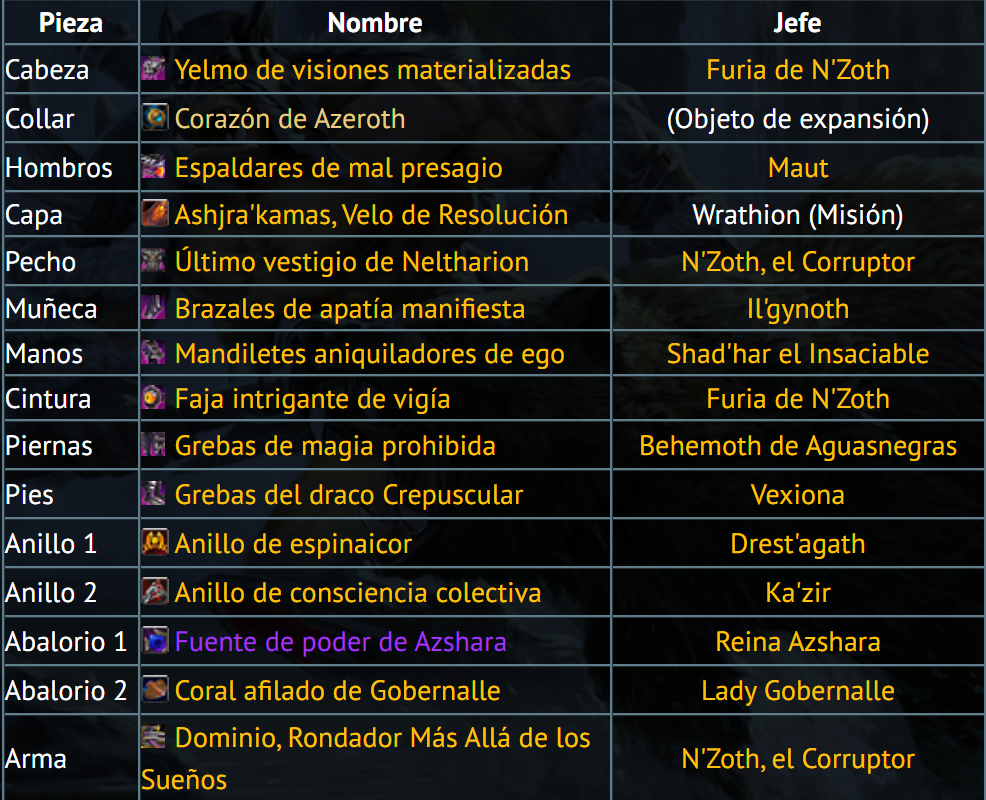 Pieza Nombre Jefe
Cabeza Yelmo de visiones materializadas Furia de N'Zoth
Collar Corazón de Azeroth (Objeto de expansión)
Hombros Espaldares de mal presagio Maut
Capa Ashjra'kamas, Velo de Resolución Wrathion (Misión)
Pecho Último vestigio de Neltharion N'Zoth, el Corruptor
Muñeca Brazales de apatía manifiesta Il'gynoth
Manos Mandiletes aniquiladores de ego Shad'har el Insaciable
Cintura Faja intrigante de vigía Furia de N'Zoth
Piernas Grebas de magia prohibida Behemoth de Aguasnegras
Pies Grebas del draco Crepuscular Vexiona
Anillo 1 Anillo de espinaicor Drest'agath
Anillo 2 Anillo de consciencia colectiva Ka'zir
Abalorio 1 Fuente de poder de Azshara Reina Azshara
Abalorio 2 Coral afilado de Gobernalle Lady Gobernalle
Arma Dominio, Rondador Más Allá de los N'Zoth, el Corruptor
Sueños